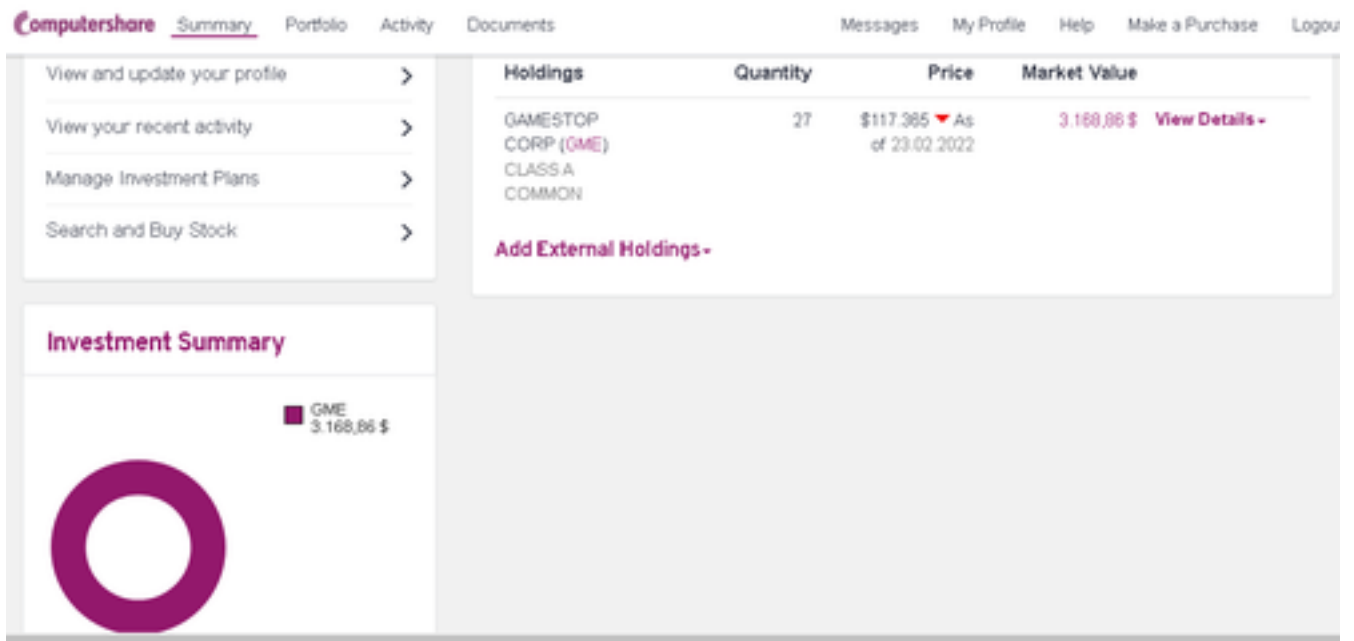 Computershare Summary Portfolio Activity Documents Messages My Profile Help Make a Purchase Logou
View and update your profile
View your recent activity
Manage Investment Plans
Search and Buy Stock
Holdings Quantity Price Market Value
GAMESTOP 27 $117.365 As 3.168,86 $ View Details
CORP (GME) of 23.02.2022
CLASS A
COMMON
Add External Holdings
Investment Summary
GME
3.168,86 $